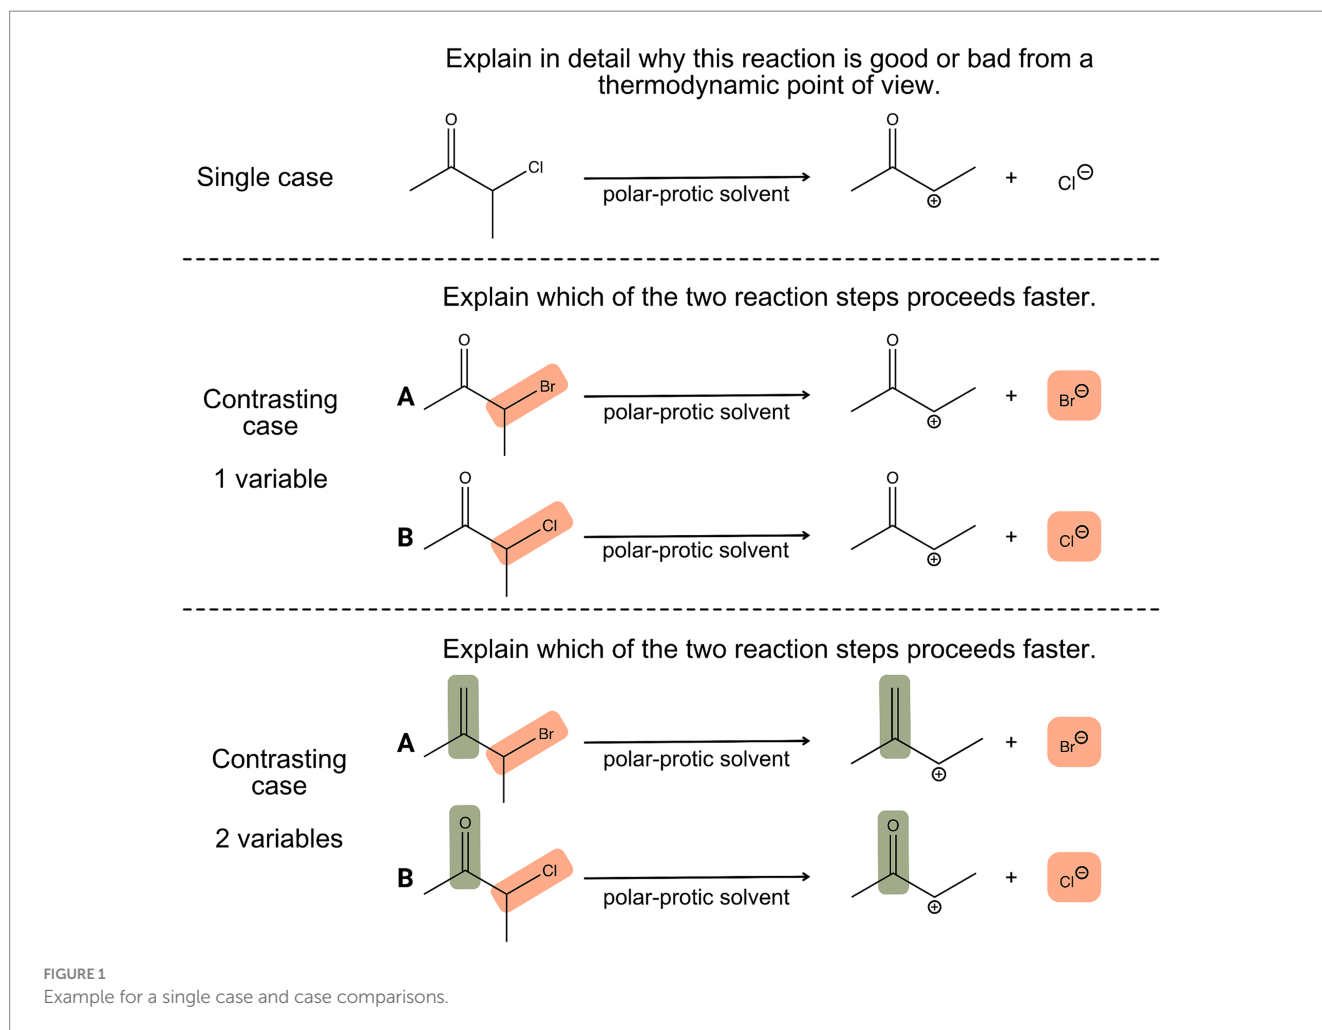 Explain in detail why this reaction is good or bad from a
thermodynamic point of view.
O
Cl
Single case
polar-protic solvent
O
⊕
+
Cl⊖
Explain which of the two reaction steps proceeds faster.
Contrasting
case
1 variable
A
O
Br
polar-protic solvent
O
⊕
+
Br⊖
B
O
Cl
polar-protic solvent
O
⊕
+
Cl⊖
Explain which of the two reaction steps proceeds faster.
Contrasting
case
2 variables
A
Br
polar-protic solvent
⊕
+
Br⊖
B
O
Cl
polar-protic solvent
O
⊕
+
Cl⊖
FIGURE 1
Example for a single case and case comparisons.